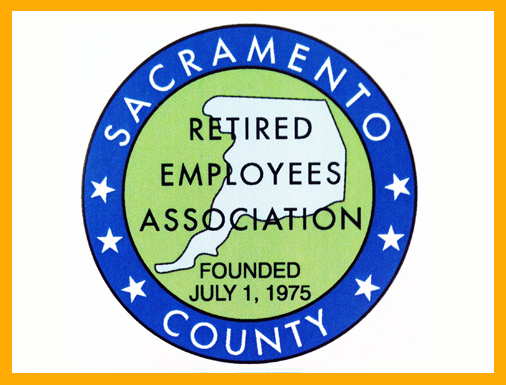 SACRAMENTO
RETIRED
EMPLOYEES
ASSOCIATION
FOUNDED
JULY 1, 1975
COUNTY